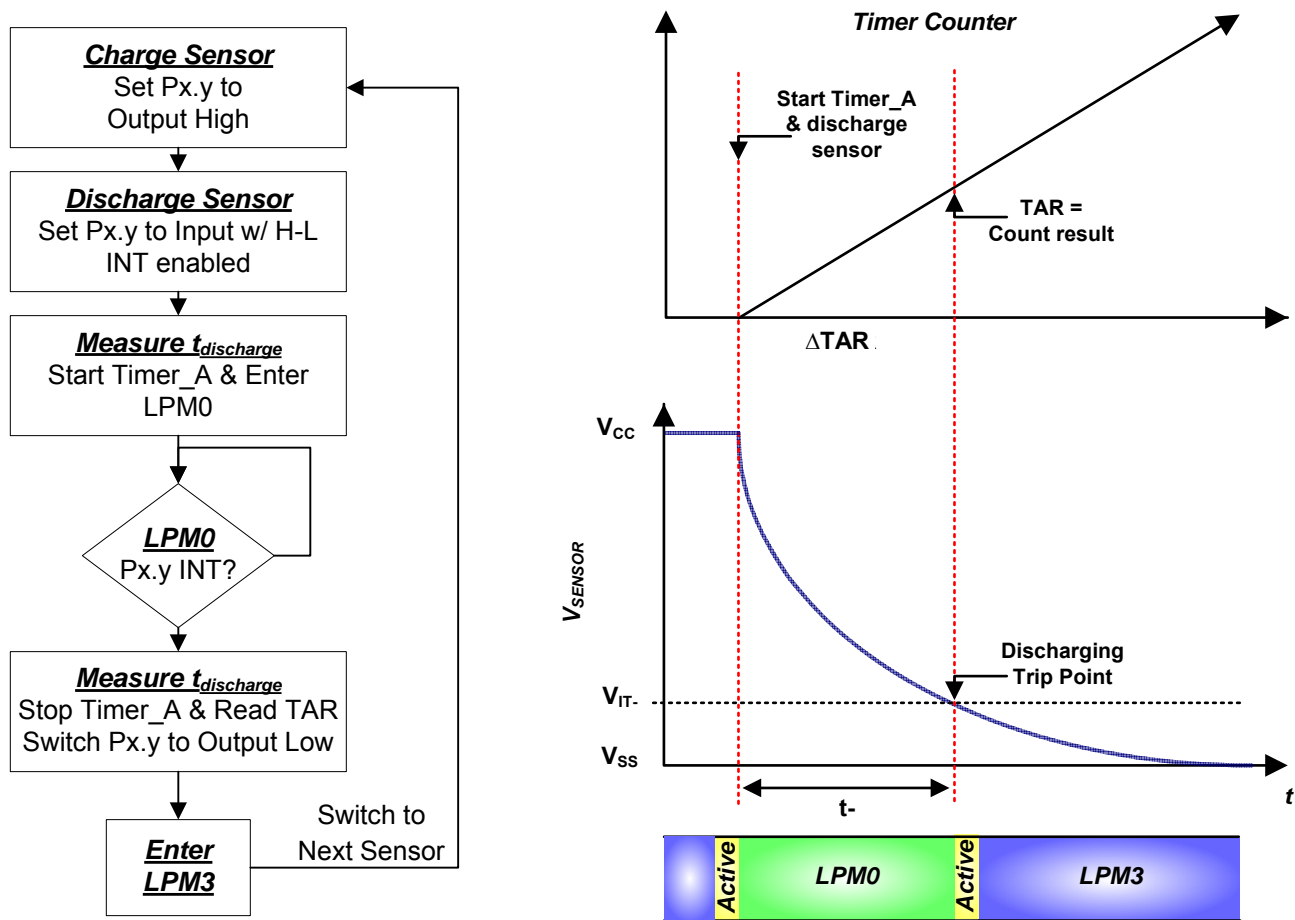 Charge Sensor
Set Px.y to
Output High
Discharge Sensor
Set Px.y to Input w/ H-L
INT enabled
Measure tdischarge
Start Timer_A & Enter
LPM0
LPM0
Px.y INT?
Measure tdischarge
Stop Timer_A & Read TAR
Switch Px.y to Output Low
Enter
LPM3
Switch to
Next Sensor
Timer Counter
Start Timer_A
& discharge
sensor
TAR =
Count result
ΔTAR
VCC
VSENSOR
Discharging
Trip Point
VIT-
VSS
t-
t
Active
LPM0
Active
LPM3